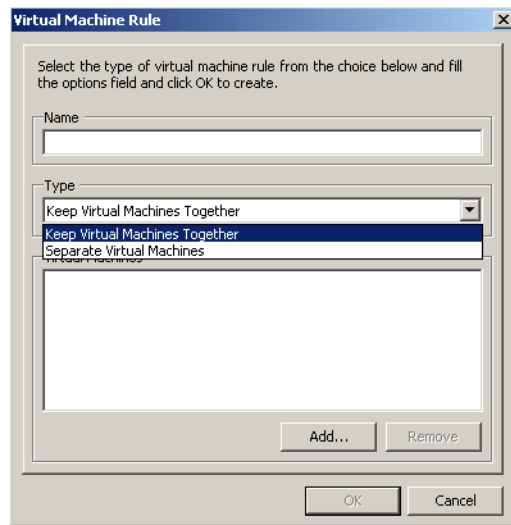 Virtual Machine Rule
Select the type of virtual machine rule from the choice below and fill
the options field and click OK to create.
Name
Type
Keep Virtual Machines Together
Keep Virtual Machines Together
Separate Virtual Machines
Virtual Machines
Add...
Remove
OK
Cancel